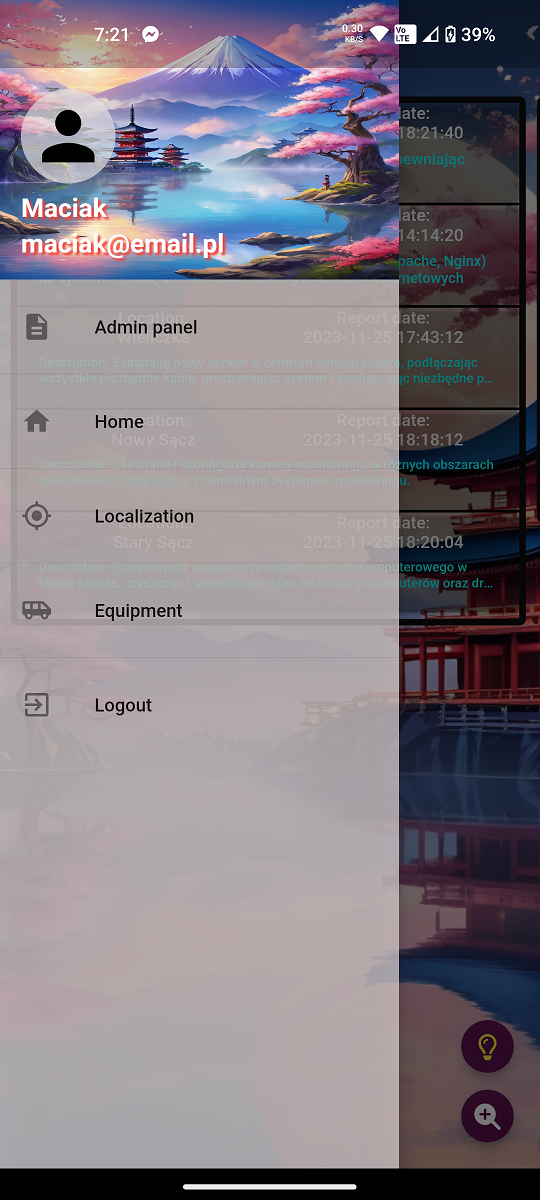 7:21
0.30
KB/S
Vo
LTE
39%
Maciak
maciak@email.pl
date:
18:21:40
pewniając
date:
14:14:20
pache, Nginx)
rnetowych
Admin panel
Location:
Report date:
Wieliczka
2023-11-25 17:43:12
Description: Zainstaluj nowy serwer w centrum danych klienta, podłączając
wszystkie niezbędne kable, uruchamiając system i konfigurując niezbędne p...
Home
Location:
Report date:
Nowy Sącz
2023-11-25 18:18:12
Description: Zainstaluj i skonfiguruj kamery monitoringu w różnych obszarach
biura klienta, integrując je z centralnym systemem monitoringu.
Localization
Location:
Report date:
Stary Sącz
2023-11-25 18:20:04
Description: Przeprowadź regularne przeglądy sprzętu komputerowego w
biurze klienta, czyszcząc i sprawdzając stan techniczny komputerów oraz dr...
Equipment
Logout